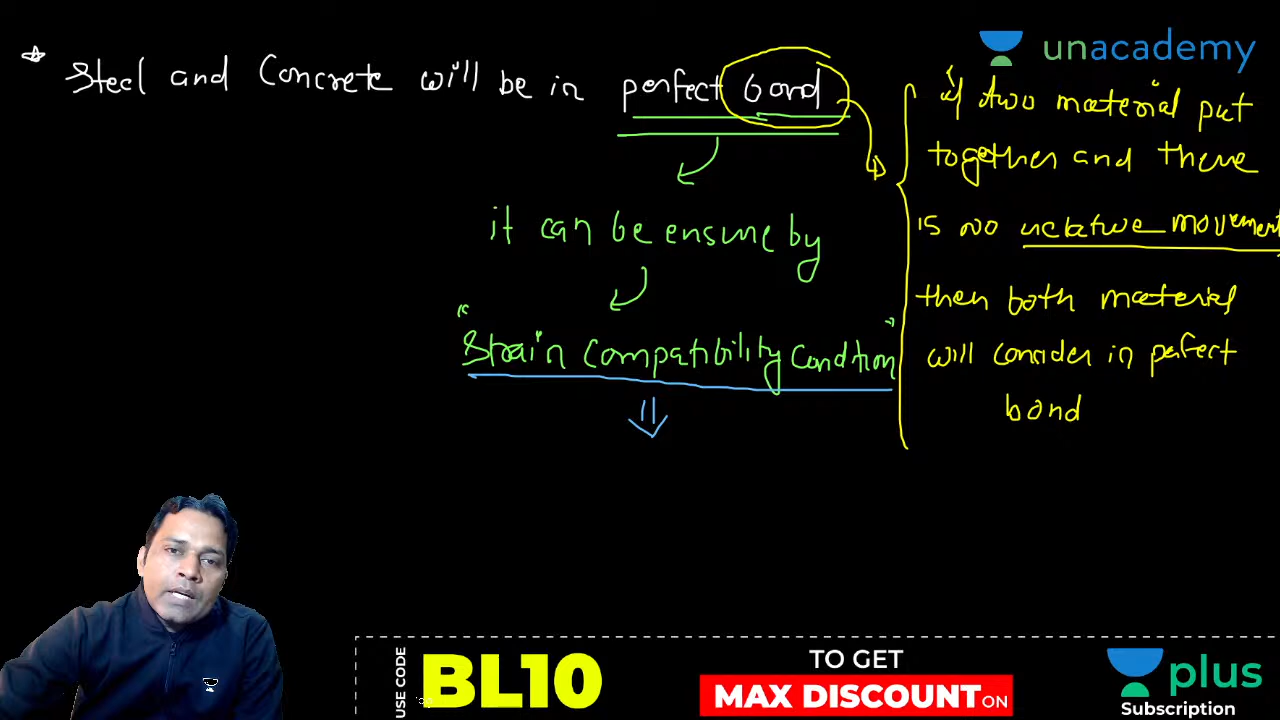 Steel and Concrete will be in perfect bond
it can be ensure by
"Strain Compatibility Condtion"
unacademy
if two material put
together and there
is no relative movement
then both material
will consider in pefect
bond
USE CODE
BL10
TO GET
MAX DISCOUNT ON
plus
Subscription